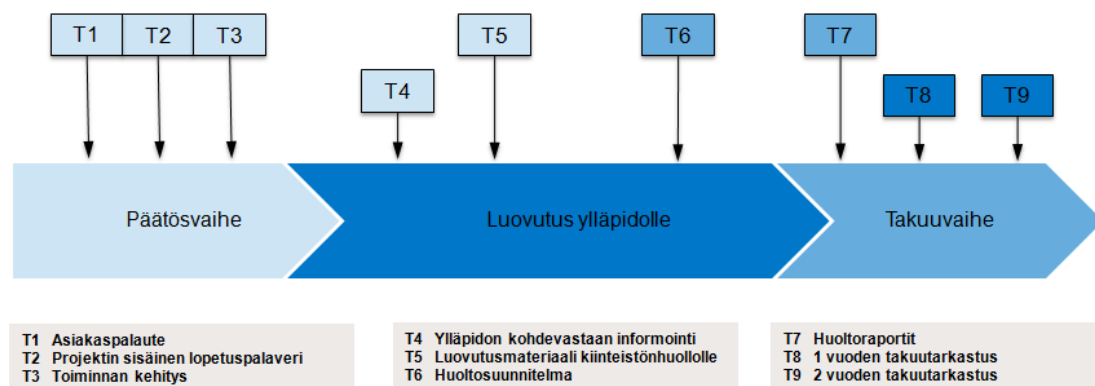 T1 T2 T3 T5 T6 T7
T4 T8 T9
Päätösvaihe Luovutus ylläpidolle Takuuvaihe
T1 Asiakaspalaute
T2 Projektin sisäinen lopetuspalaveri
T3 Toiminnan kehitys
T4 Ylläpidon kohdevastaan informointi
T5 Luovutusmateriaali kiinteistönhuollolle
T6 Huoltosuunnitelma
T7 Huoltoraportit
T8 1 vuoden takuutarkastus
T9 2 vuoden takuutarkastus